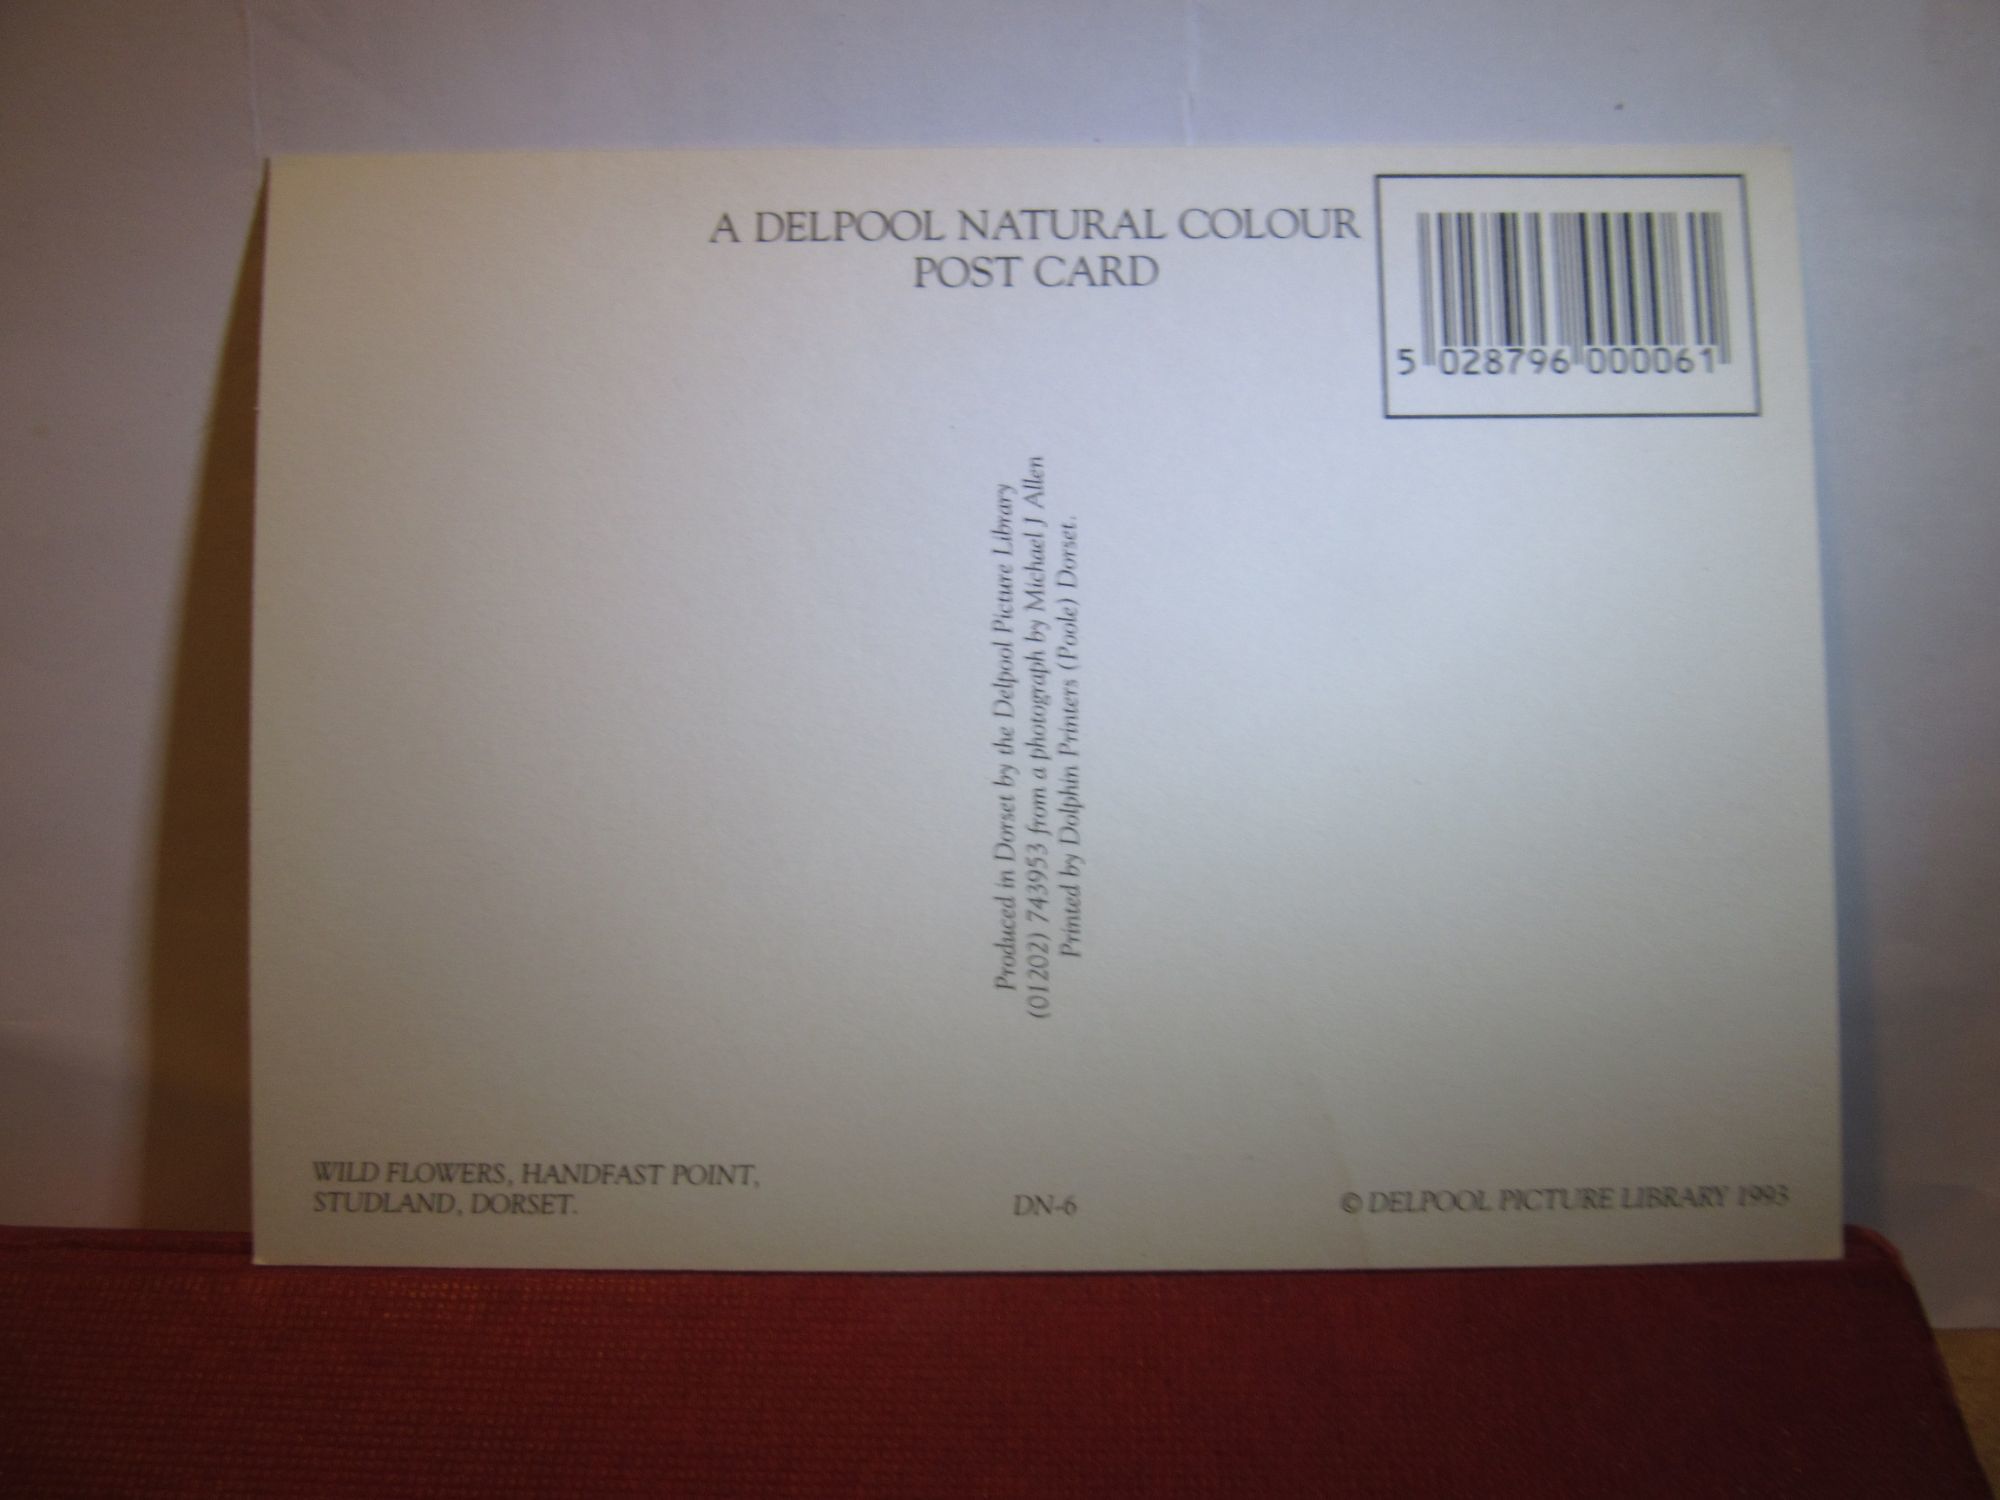 A DELPOOL NATURAL COLOUR
POST CARD
5 028796 000061
Produced in Dorset by the Delpool Picture Library
(01202) 743953 from a photograph by Michael J Allen
Printed by Dolphin Printers (Poole) Dorset.
WILD FLOWERS, HANDFAST POINT,
STUDLAND, DORSET.
DN-6
© DELPOOL PICTURE LIBRARY 1993